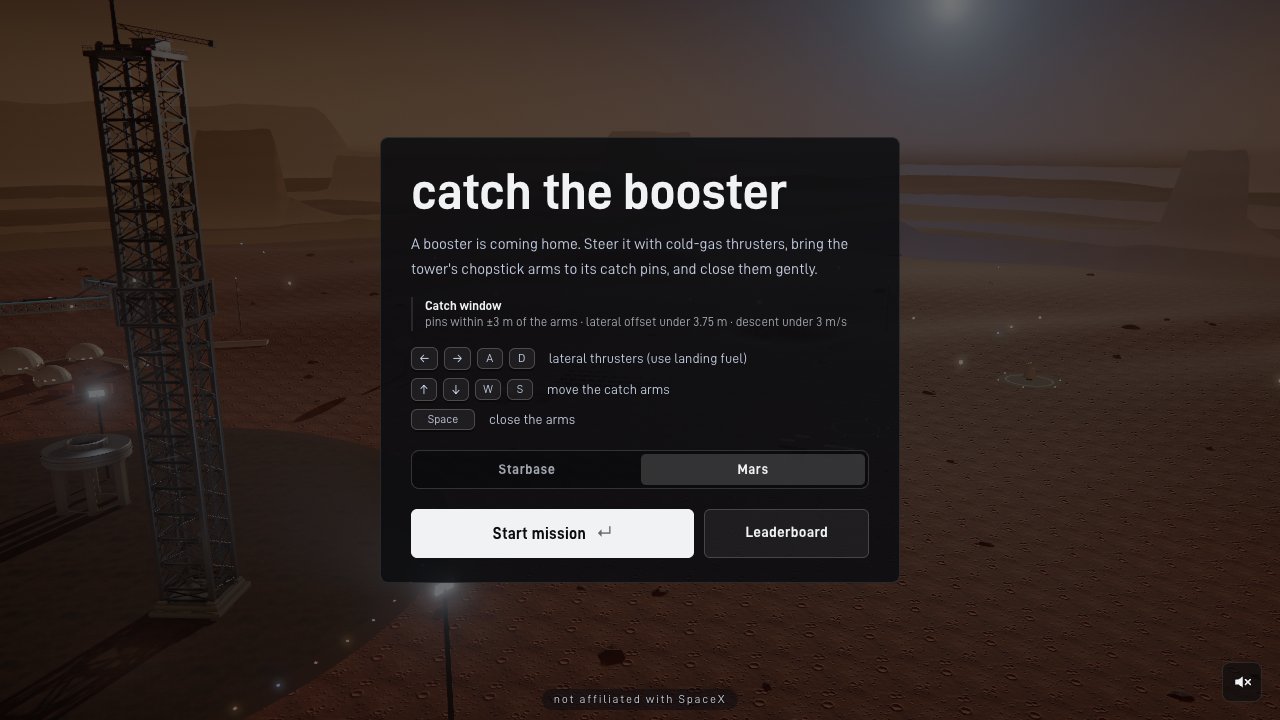 catch the booster
A booster is coming home. Steer it with cold-gas thrusters, bring the
tower's chopstick arms to its catch pins, and close them gently.
Catch window
pins within ±3 m of the arms · lateral offset under 3.75 m · descent under 3 m/s
← → A D lateral thrusters (use landing fuel)
↑ ↓ W S move the catch arms
Space close the arms
Starbase Mars
Start mission ↵ Leaderboard
not affiliated with SpaceX